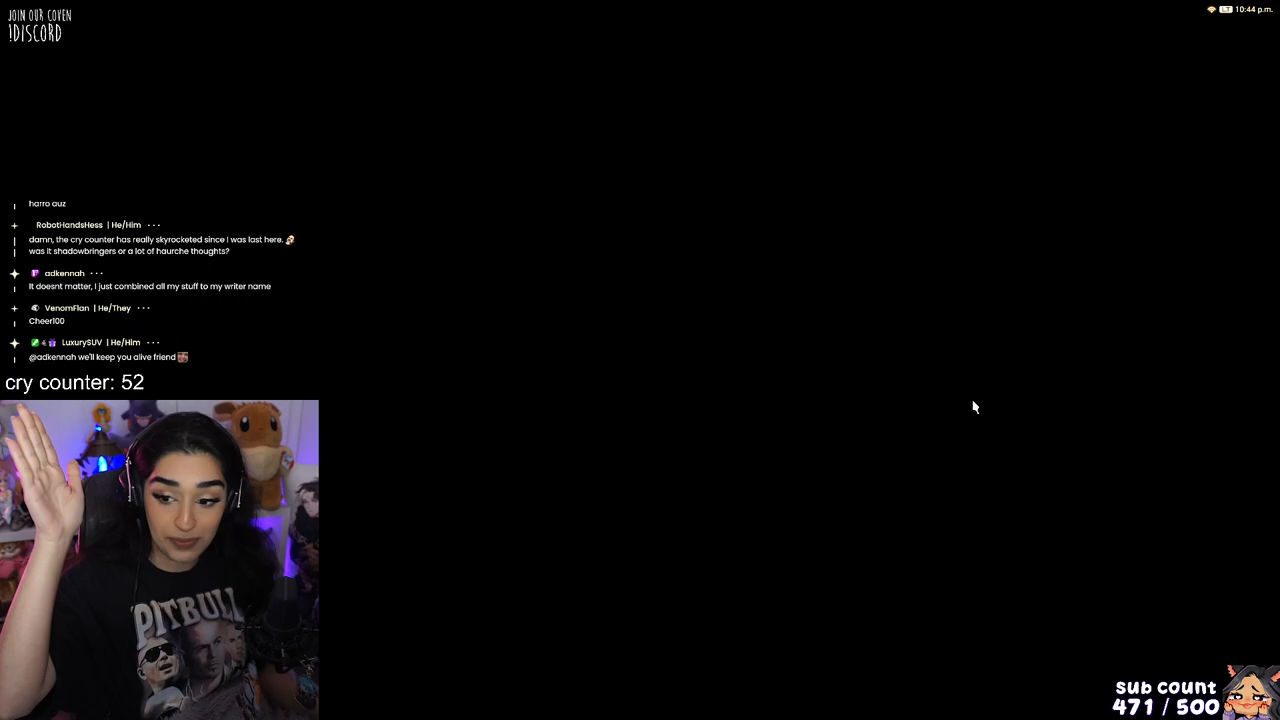 JOIN OUR COVEN
!DISCORD
LT 10:44 p.m.
harro auz
RobotHandsHess | He/Him
damn, the cry counter has really skyrocketed since I was last here.
was it shadowbringers or a lot of haurche thoughts?
adkennah
It doesnt matter, I just combined all my stuff to my writer name
VenomFlan | He/They
Cheer100
LuxurySUV | He/Him
@adkennah we'll keep you alive friend
cry counter: 52
PITBULL
sub count
471 / 500